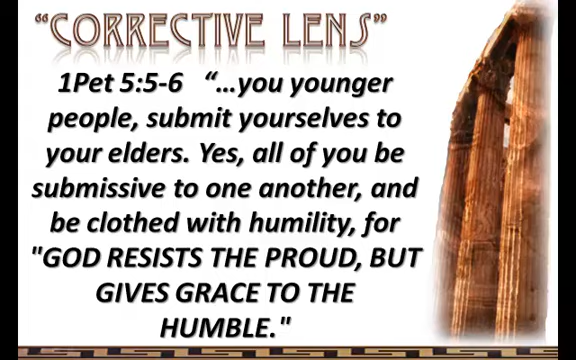 “CORRECTIVE LENS”
1Pet 5:5-6 “…you younger
people, submit yourselves to
your elders. Yes, all of you be
submissive to one another, and
be clothed with humility, for
"GOD RESISTS THE PROUD, BUT
GIVES GRACE TO THE
HUMBLE."